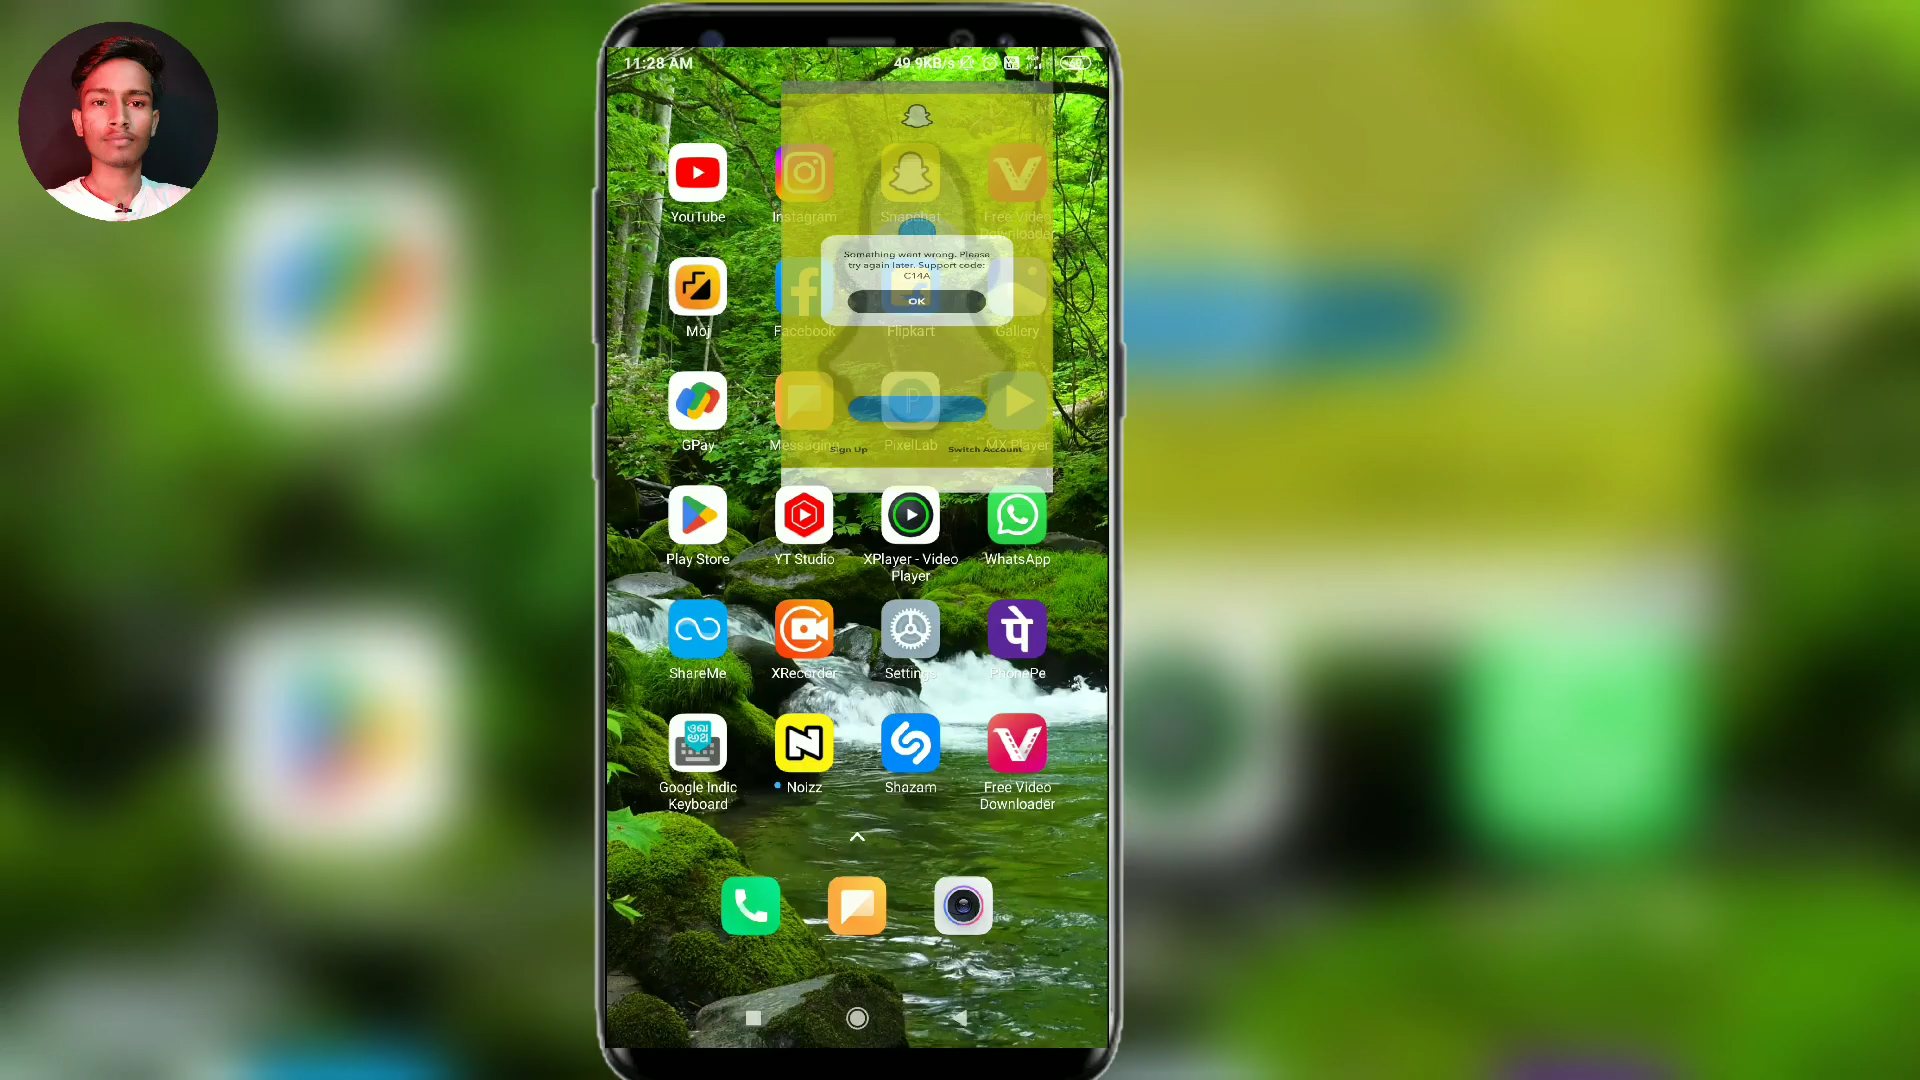 11:28 AM
49.9KB/s
YouTube
Instagram
Snapchat
Free Video
Downloader
Something went wrong. Please
try again later. Support code:
C14A
OK
Moj
Facebook
Flipkart
Gallery
GPay
Messaging
PixelLab
MX Player
Sign Up
Switch Account
Play Store
YT Studio
XPlayer - Video
Player
WhatsApp
ShareMe
XRecorder
Settings
PhonePe
Google Indic
Keyboard
Noizz
Shazam
Free Video
Downloader